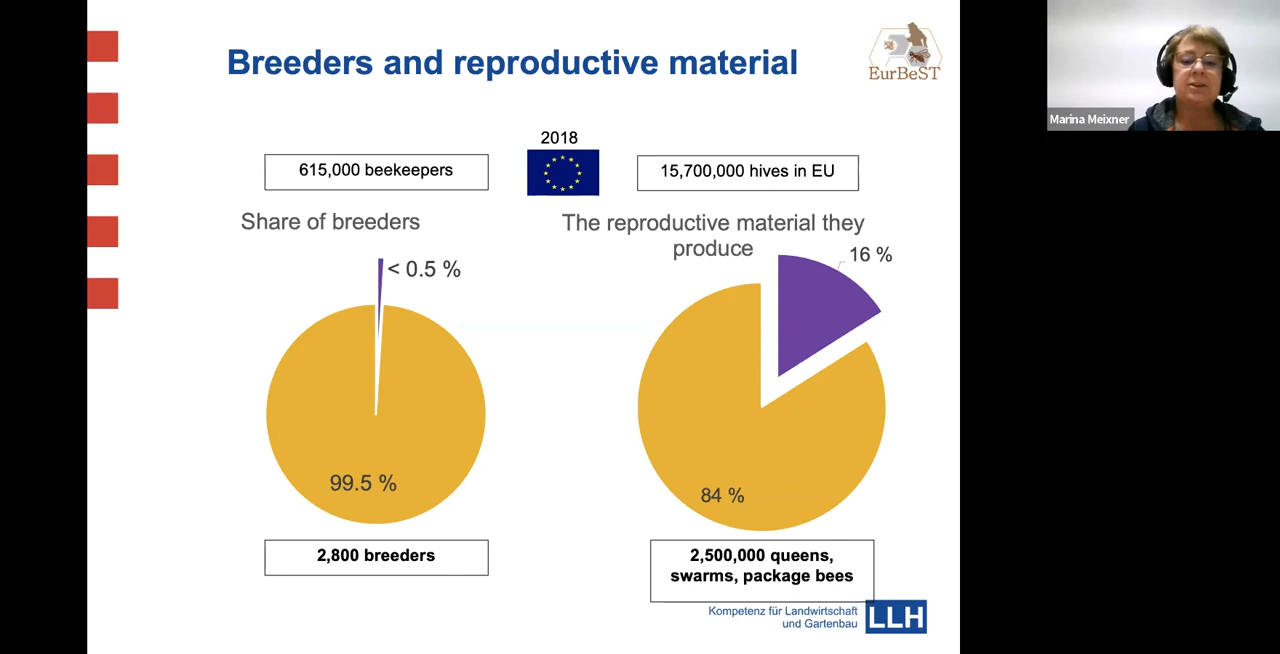 Breeders and reproductive material
EurBeST
2018
615,000 beekeepers
15,700,000 hives in EU
Share of breeders
The reproductive material they
produce
< 0.5 %
16 %
99.5 %
84 %
2,800 breeders
2,500,000 queens,
swarms, package bees
Kompetenz für Landwirtschaft
und Gartenbau
LLH
Marina Meixner